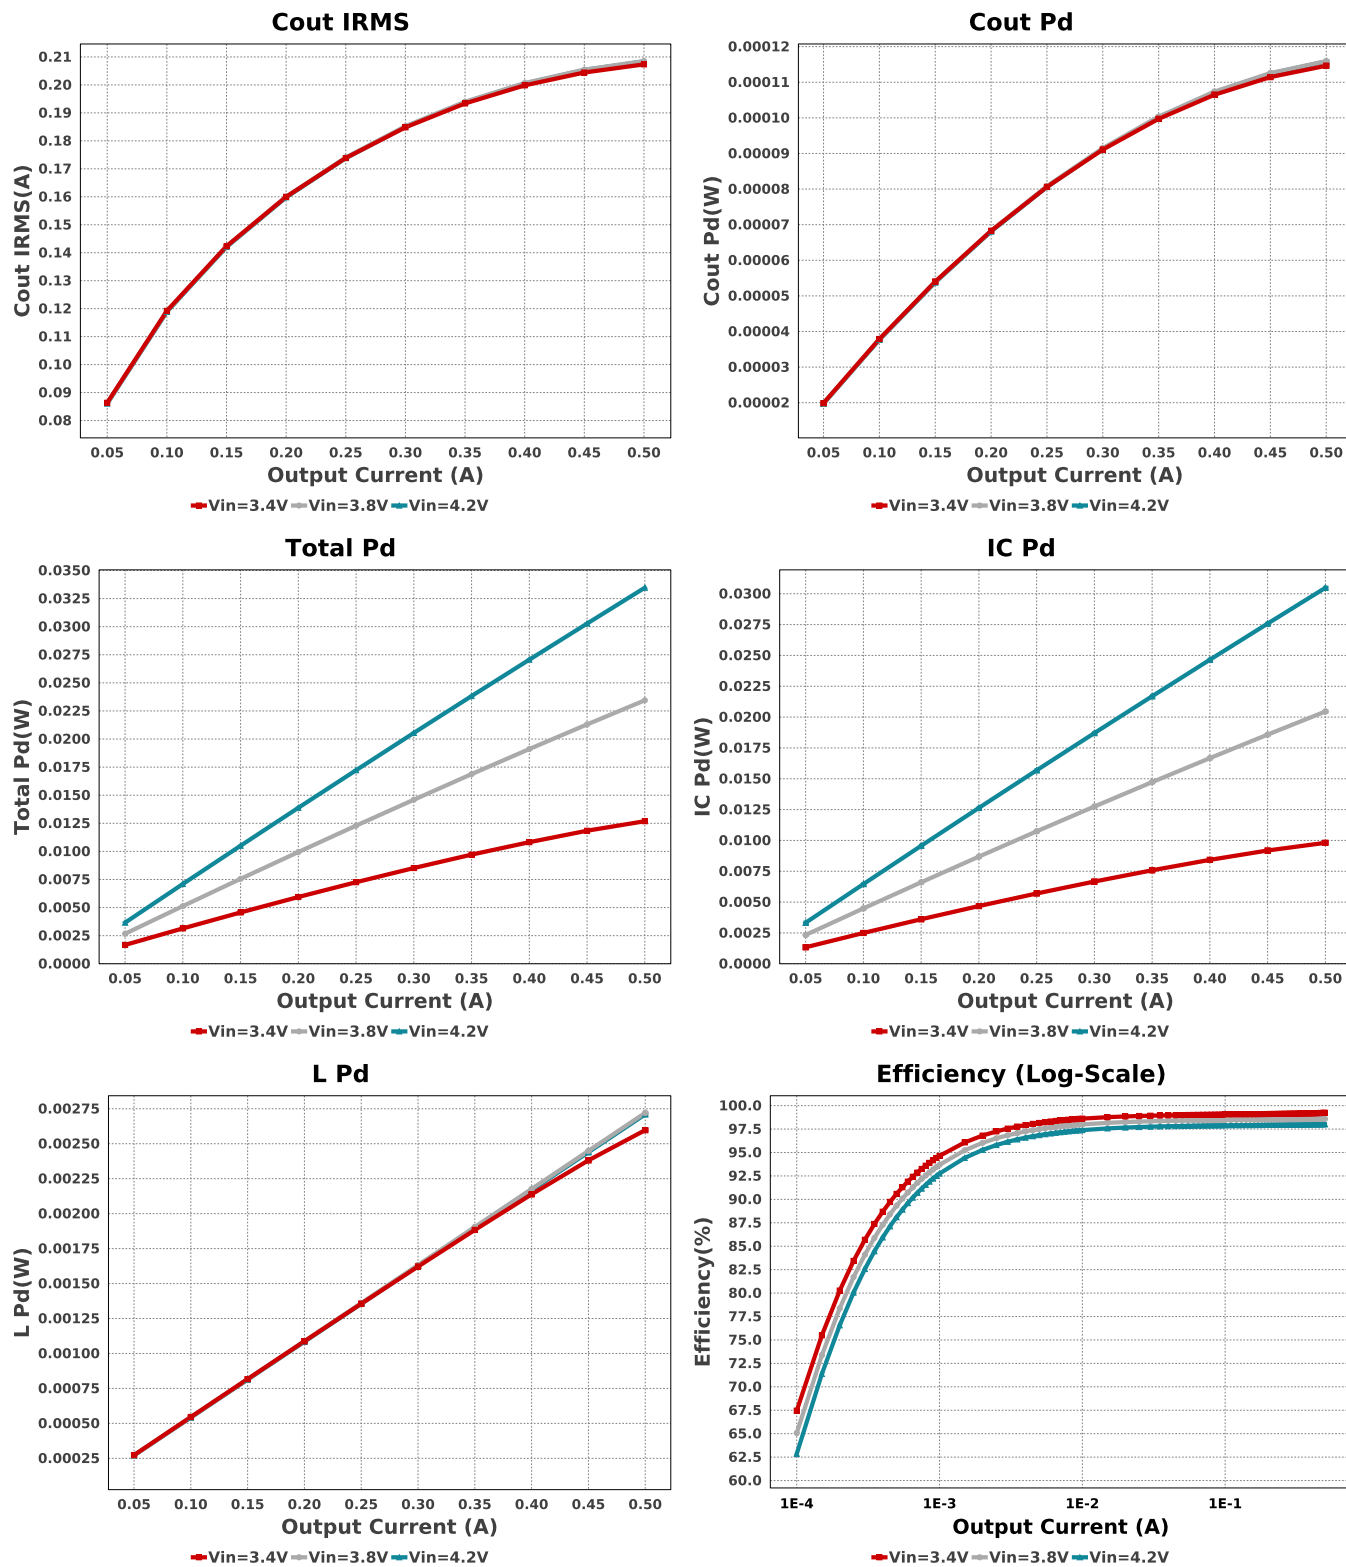 Cout IRMS
Cout IRMS(A)
0.21
0.20
0.19
0.18
0.17
0.16
0.15
0.14
0.13
0.12
0.11
0.10
0.09
0.08
0.05 0.10 0.15 0.20 0.25 0.30 0.35 0.40 0.45 0.50
Output Current (A)
Vin=3.4V Vin=3.8V Vin=4.2V
Cout Pd
Cout Pd(W)
0.00012
0.00011
0.00010
0.00009
0.00008
0.00007
0.00006
0.00005
0.00004
0.00003
0.00002
0.05 0.10 0.15 0.20 0.25 0.30 0.35 0.40 0.45 0.50
Output Current (A)
Vin=3.4V Vin=3.8V Vin=4.2V
Total Pd
Total Pd(W)
0.0350
0.0325
0.0300
0.0275
0.0250
0.0225
0.0200
0.0175
0.0150
0.0125
0.0100
0.0075
0.0050
0.0025
0.0000
0.05 0.10 0.15 0.20 0.25 0.30 0.35 0.40 0.45 0.50
Output Current (A)
Vin=3.4V Vin=3.8V Vin=4.2V
IC Pd
IC Pd(W)
0.0300
0.0275
0.0250
0.0225
0.0200
0.0175
0.0150
0.0125
0.0100
0.0075
0.0050
0.0025
0.0000
0.05 0.10 0.15 0.20 0.25 0.30 0.35 0.40 0.45 0.50
Output Current (A)
Vin=3.4V Vin=3.8V Vin=4.2V
L Pd
L Pd(W)
0.00275
0.00250
0.00225
0.00200
0.00175
0.00150
0.00125
0.00100
0.00075
0.00050
0.00025
0.05 0.10 0.15 0.20 0.25 0.30 0.35 0.40 0.45 0.50
Output Current (A)
Vin=3.4V Vin=3.8V Vin=4.2V
Efficiency (Log-Scale)
Efficiency(%)
100.0
97.5
95.0
92.5
90.0
87.5
85.0
82.5
80.0
77.5
75.0
72.5
70.0
67.5
65.0
62.5
60.0
1E-4 1E-3 1E-2 1E-1
Output Current (A)
Vin=3.4V Vin=3.8V Vin=4.2V